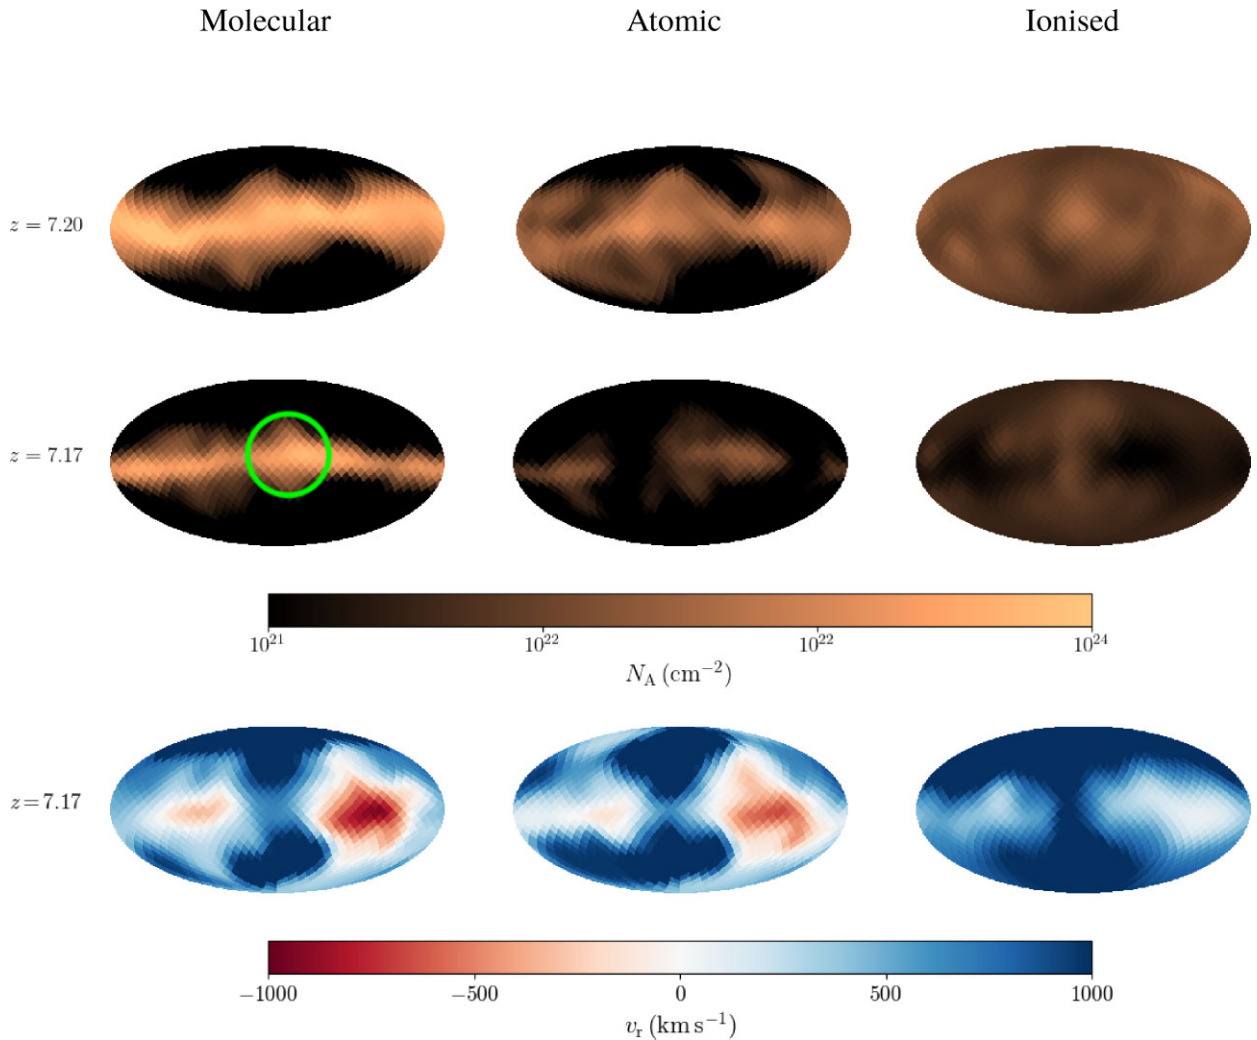 Molecular Atomic Ionised
z = 7.20
z = 7.17
10^21 10^22 10^22 10^24
N_A (cm^−2)
z = 7.17
−1000 −500 0 500 1000
v_r (km s^−1)